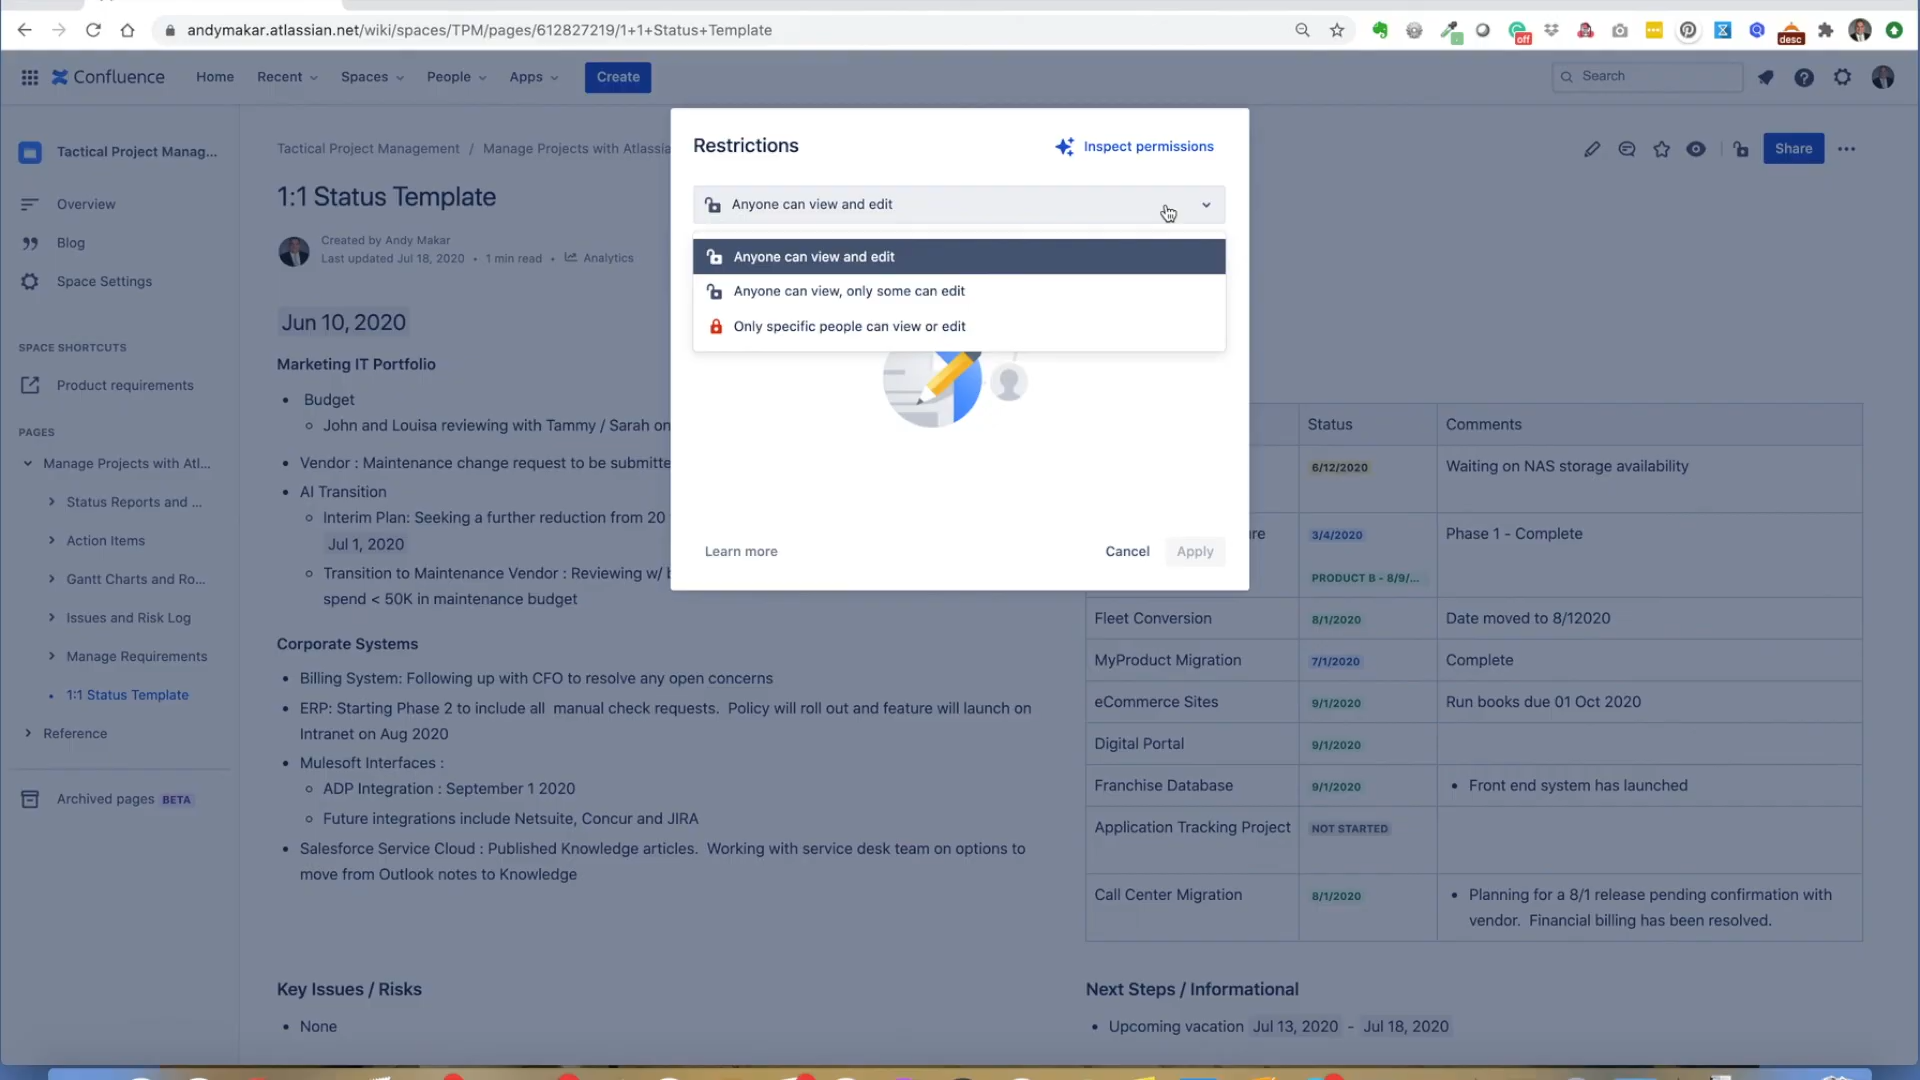 andymakar.atlassian.net/wiki/spaces/TPM/pages/612827219/1+1+Status+Template
off
desc
Confluence
Home
Recent
Spaces
People
Apps
Create
Search
Tactical Project Manag...
Overview
Blog
Space Settings
SPACE SHORTCUTS
Product requirements
PAGES
Manage Projects with Atl...
Status Reports and ...
Action Items
Gantt Charts and Ro...
Issues and Risk Log
Manage Requirements
1:1 Status Template
Reference
Archived pages BETA
Tactical Project Management / Manage Projects with Atlassia
Share
1:1 Status Template
Created by Andy Makar
Last updated Jul 18, 2020 • 1 min read • Analytics
Jun 10, 2020
Marketing IT Portfolio
• Budget
John and Louisa reviewing with Tammy / Sarah on
• Vendor : Maintenance change request to be submitte
• AI Transition
Interim Plan: Seeking a further reduction from 20
Jul 1, 2020
Transition to Maintenance Vendor : Reviewing w/ b
spend < 50K in maintenance budget
Corporate Systems
• Billing System: Following up with CFO to resolve any open concerns
• ERP: Starting Phase 2 to include all manual check requests. Policy will roll out and feature will launch on
Intranet on Aug 2020
• Mulesoft Interfaces :
ADP Integration : September 1 2020
Future integrations include Netsuite, Concur and JIRA
• Salesforce Service Cloud : Published Knowledge articles. Working with service desk team on options to
move from Outlook notes to Knowledge
Key Issues / Risks
• None
Restrictions
Inspect permissions
Anyone can view and edit
Anyone can view and edit
Anyone can view, only some can edit
Only specific people can view or edit
Learn more
Cancel
Apply
Status
Comments
6/12/2020
Waiting on NAS storage availability
re
3/4/2020
Phase 1 - Complete
PRODUCT B - 8/9/...
Fleet Conversion
8/1/2020
Date moved to 8/12020
MyProduct Migration
7/1/2020
Complete
eCommerce Sites
9/1/2020
Run books due 01 Oct 2020
Digital Portal
9/1/2020
Franchise Database
9/1/2020
• Front end system has launched
Application Tracking Project
NOT STARTED
Call Center Migration
8/1/2020
• Planning for a 8/1 release pending confirmation with
vendor. Financial billing has been resolved.
Next Steps / Informational
• Upcoming vacation Jul 13, 2020 - Jul 18, 2020